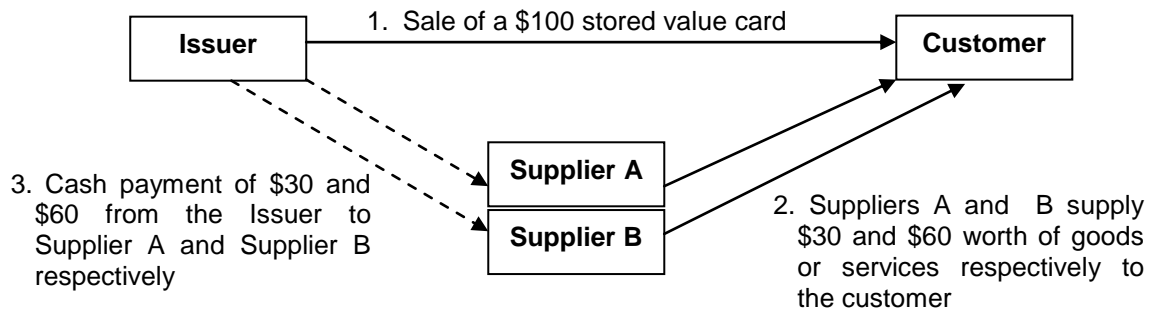 1. Sale of a $100 stored value card
Issuer
Customer
Supplier A
Supplier B
3. Cash payment of $30 and
$60 from the Issuer to
Supplier A and Supplier B
respectively
2. Suppliers A and B supply
$30 and $60 worth of goods
or services respectively to
the customer